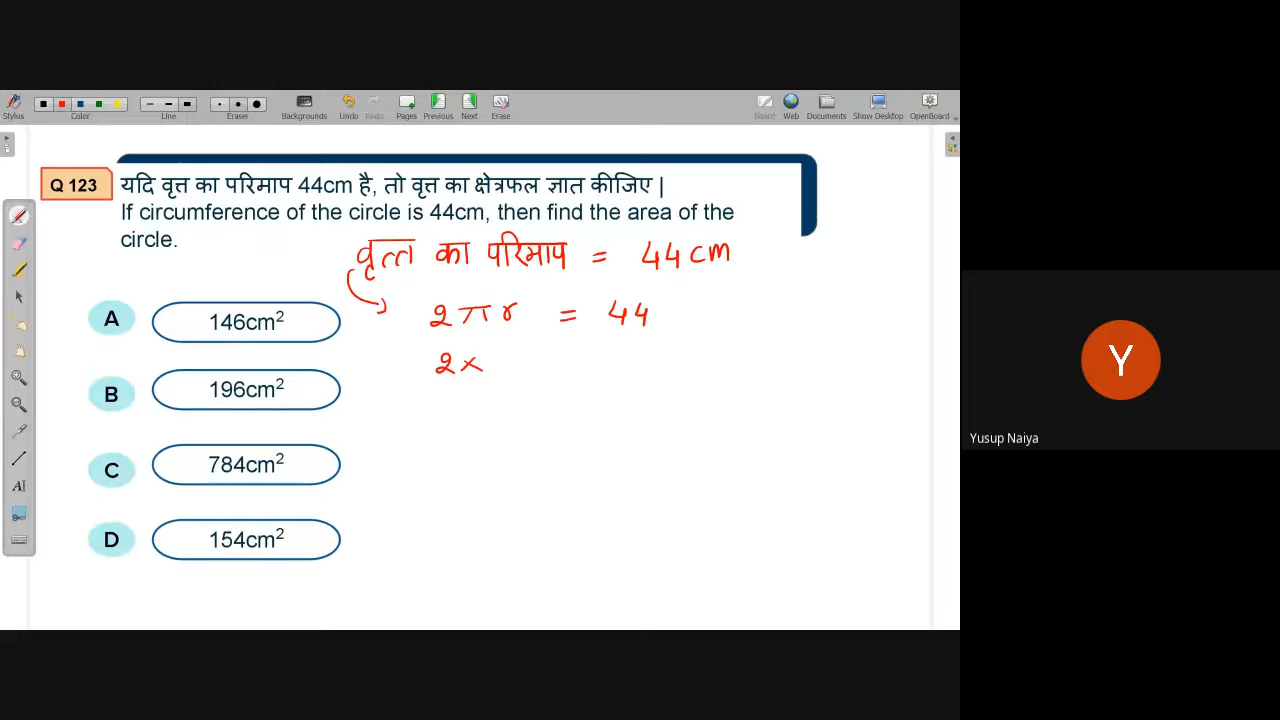 Stylus
Color
Line
Eraser
Backgrounds
Undo
Redo
Pages
Previous
Next
Erase
Board
Web
Documents
Show Desktop
OpenBoard
Q 123
यदि वृत्त का परिमाप 44cm है, तो वृत्त का क्षेत्रफल ज्ञात कीजिए |
If circumference of the circle is 44cm, then find the area of the
circle.
वृत्त का परिमाप = 44cm
2πr = 44
2×
A 146cm²
B 196cm²
C 784cm²
D 154cm²
Y
Yusup Naiya